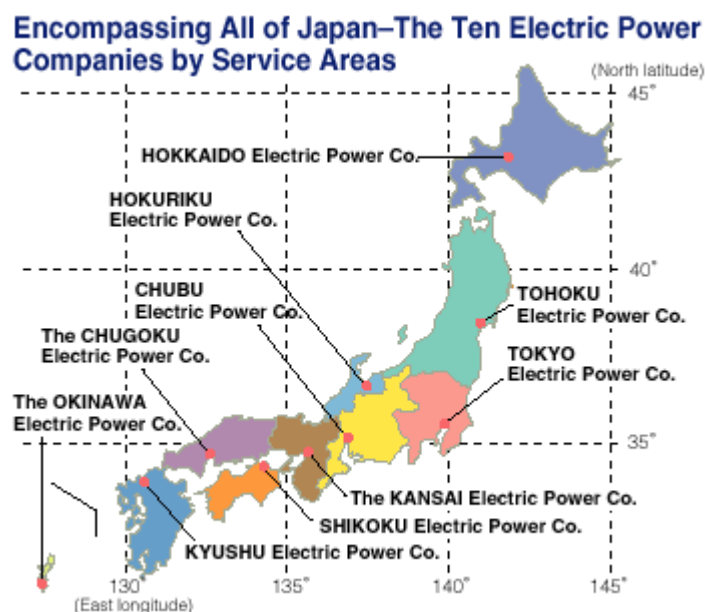 Encompassing All of Japan–The Ten Electric Power
Companies by Service Areas
(North latitude)
45˚
HOKKAIDO Electric Power Co.
HOKURIKU
Electric Power Co.
40˚
CHUBU
Electric Power Co.
TOHOKU
Electric Power Co.
The CHUGOKU
Electric Power Co.
TOKYO
Electric Power Co.
The OKINAWA
Electric Power Co.
35˚
The KANSAI Electric Power Co.
SHIKOKU Electric Power Co.
KYUSHU Electric Power Co.
130˚
135˚
140˚
145˚
(East longitude)